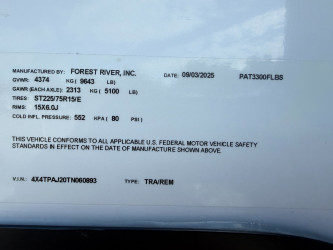 MANUFACTURED BY: FOREST RIVER, INC. DATE: 09/03/2025 PAT3300FLBS
GVWR: 4374 KG ( 9643 LB)
GAWR (EACH AXLE): 2313 KG ( 5100 LB)
TIRES: ST225/75R15/E
RIMS: 15X6.0J
COLD INFL. PRESSURE: 552 KPA ( 80 PSI)
THIS VEHICLE CONFORMS TO ALL APPLICABLE U.S. FEDERAL MOTOR VEHICLE SAFETY
STANDARDS IN EFFECT ON THE DATE OF MANUFACTURE SHOWN ABOVE.
V.I.N.: 4X4TPAJ20TN060893 TYPE: TRA/REM